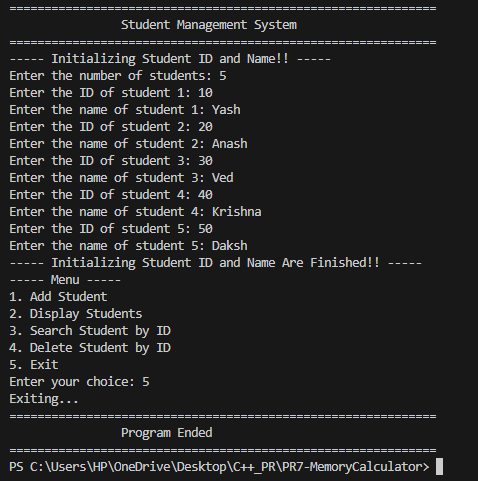 =============================================================
Student Management System
=============================================================
----- Initializing Student ID and Name!! -----
Enter the number of students: 5
Enter the ID of student 1: 10
Enter the name of student 1: Yash
Enter the ID of student 2: 20
Enter the name of student 2: Anash
Enter the ID of student 3: 30
Enter the name of student 3: Ved
Enter the ID of student 4: 40
Enter the name of student 4: Krishna
Enter the ID of student 5: 50
Enter the name of student 5: Daksh
----- Initializing Student ID and Name Are Finished!! -----
----- Menu -----
1. Add Student
2. Display Students
3. Search Student by ID
4. Delete Student by ID
5. Exit
Enter your choice: 5
Exiting...
=============================================================
Program Ended
=============================================================
PS C:\Users\HP\OneDrive\Desktop\C++_PR\PR7-MemoryCalculator>